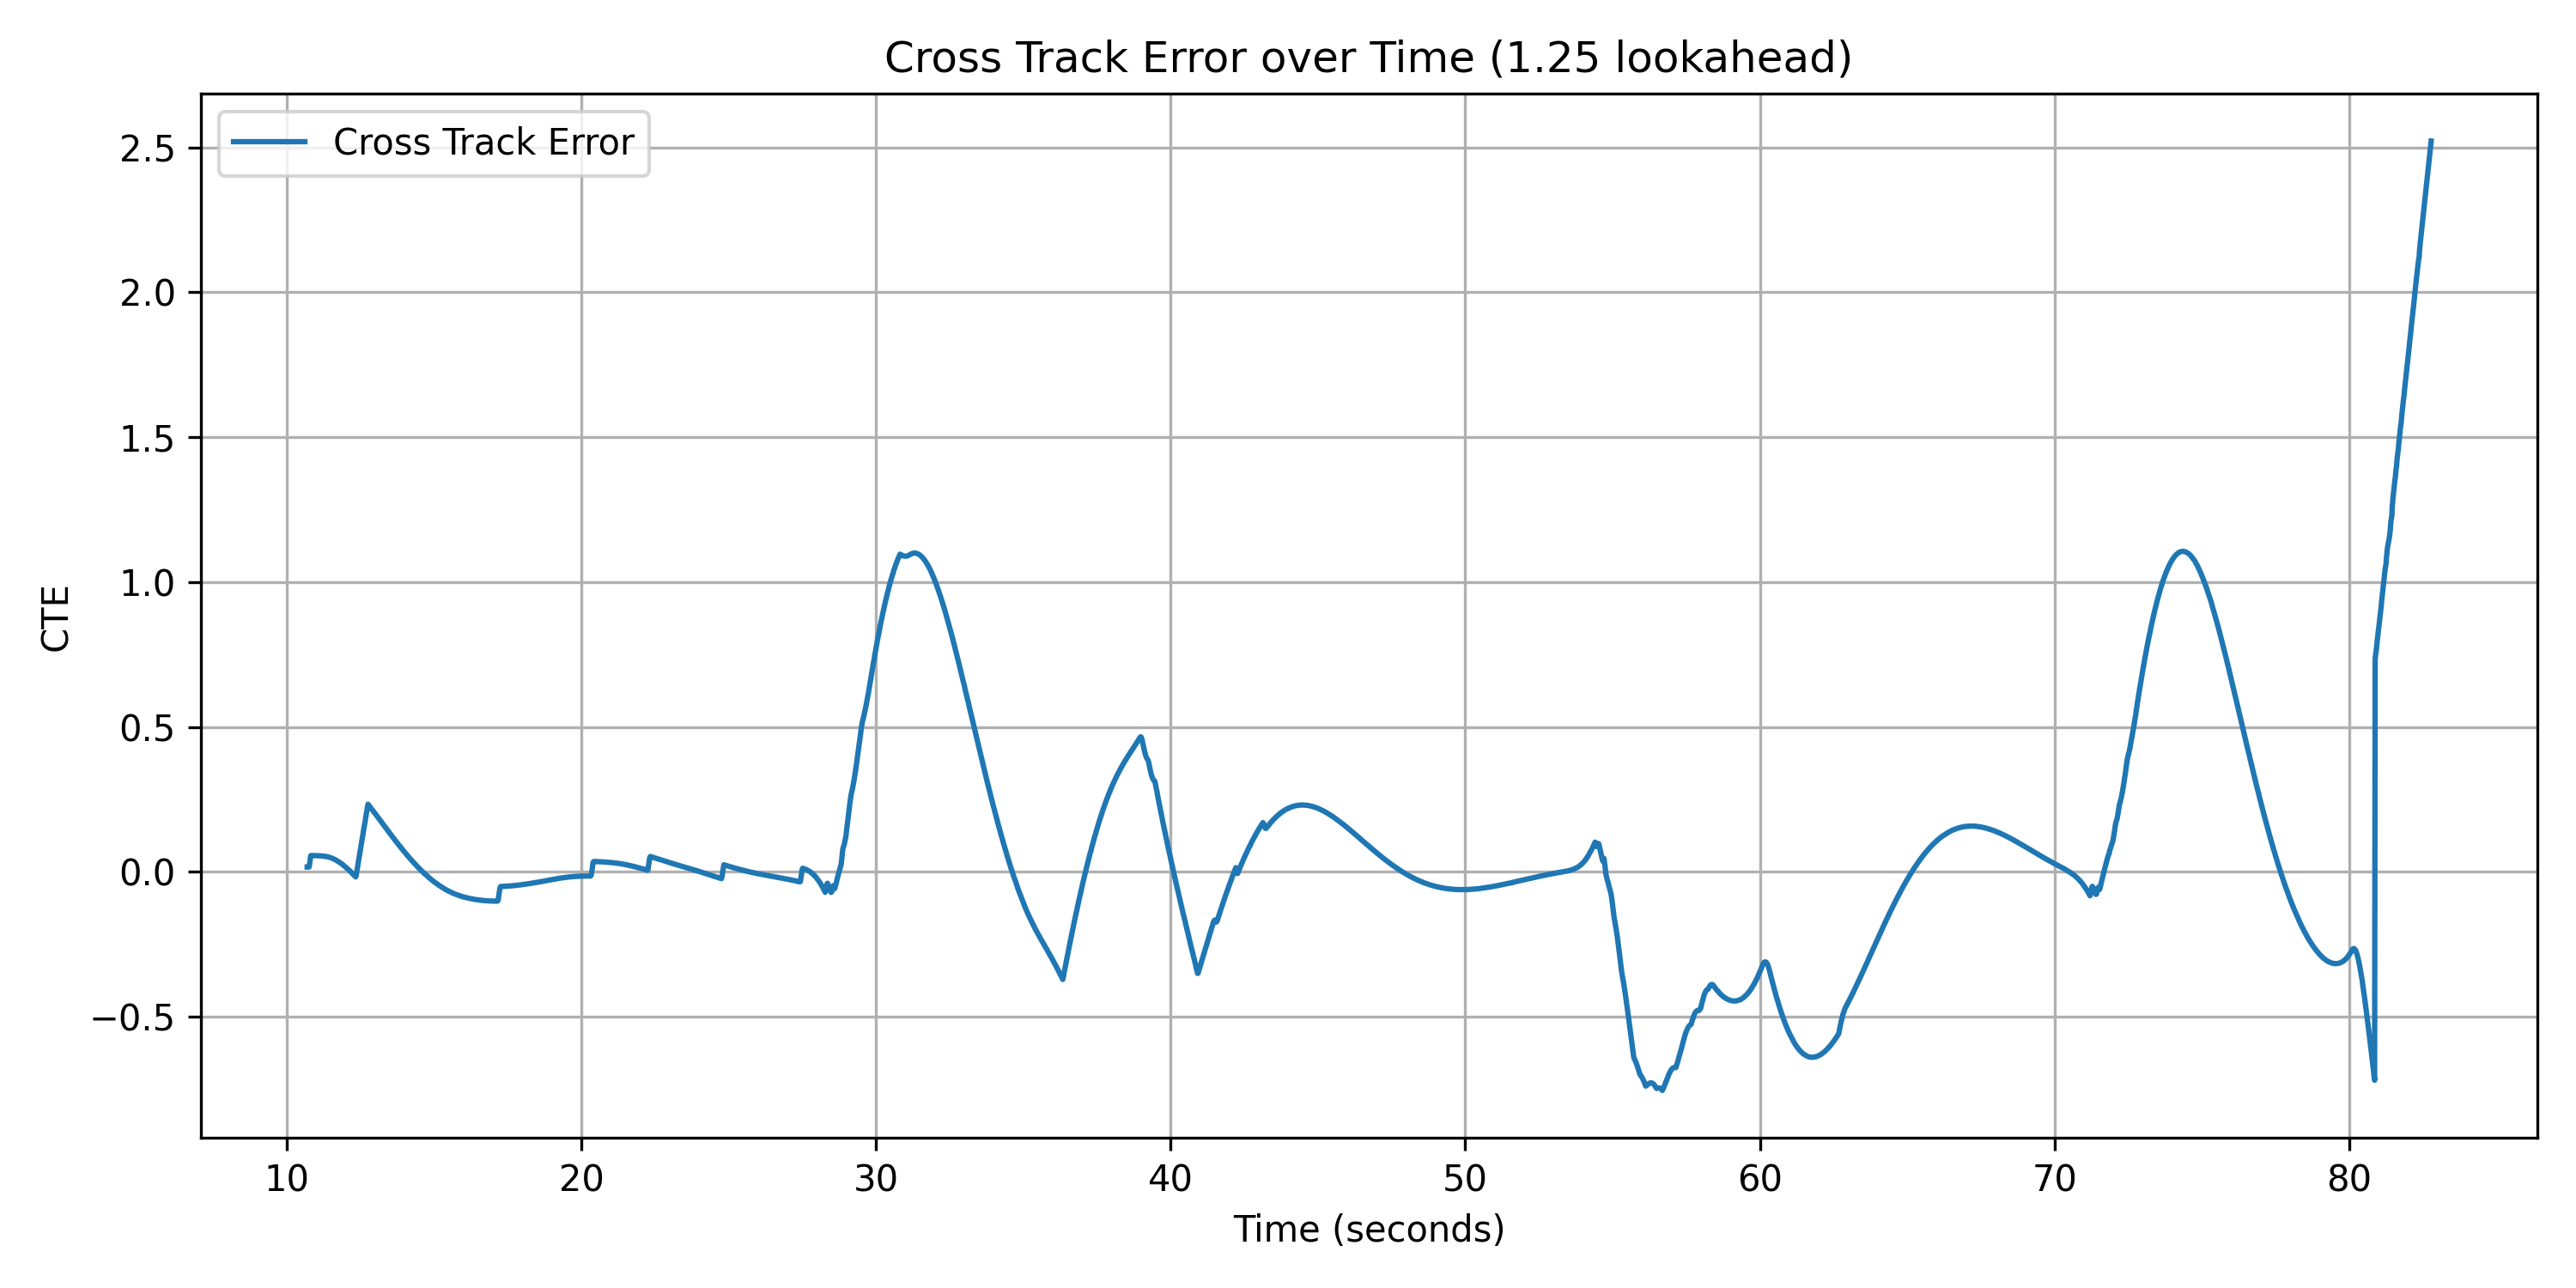 Cross Track Error over Time (1.25 lookahead)
Cross Track Error
2.5
2.0
1.5
1.0
0.5
0.0
−0.5
CTE
10 20 30 40 50 60 70 80
Time (seconds)